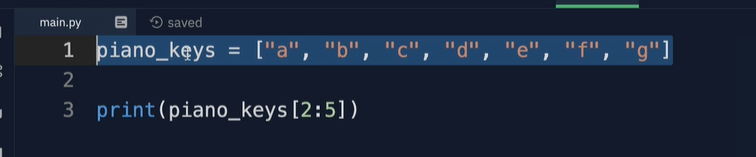 main.py saved
1 piano_keys = ["a", "b", "c", "d", "e", "f", "g"]
2
3 print(piano_keys[2:5])